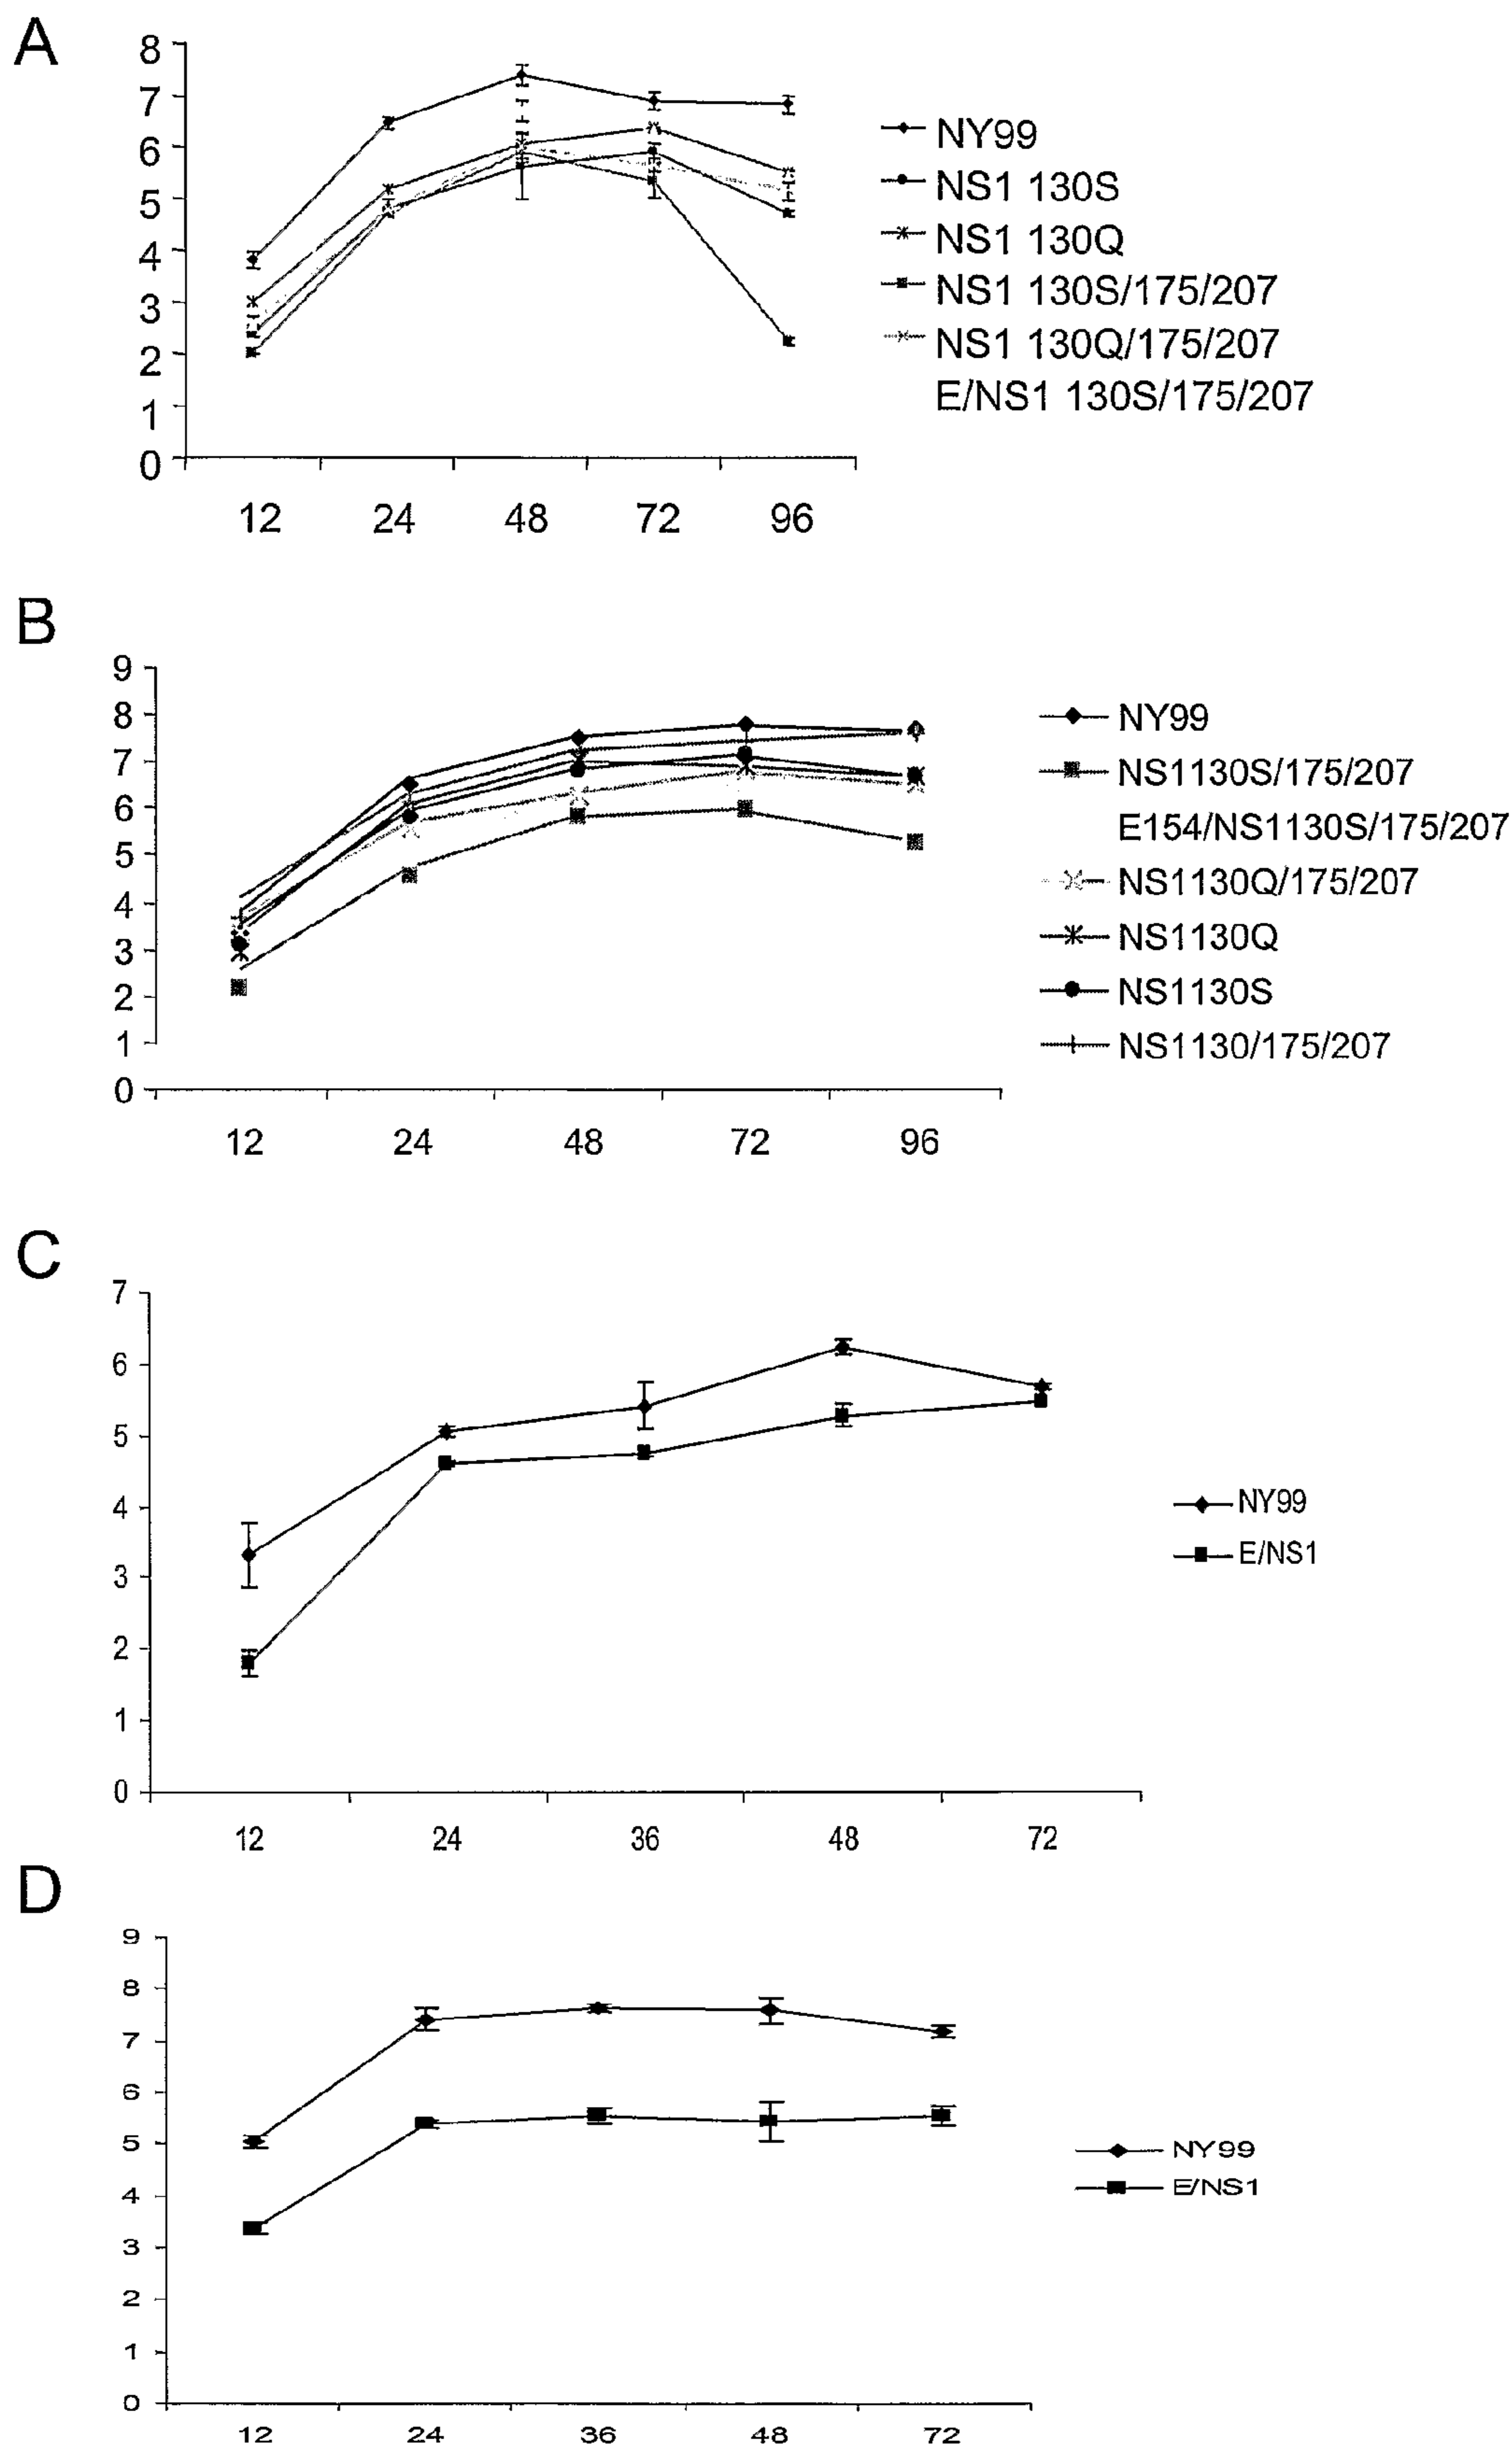 A
8
7
6
5
4
3
2
1
0
12 24 48 72 96
NY99
NS1 130S
NS1 130Q
NS1 130S/175/207
NS1 130Q/175/207
E/NS1 130S/175/207
B
9
8
7
6
5
4
3
2
1
0
12 24 48 72 96
NY99
NS1130S/175/207
E154/NS1130S/175/207
NS1130Q/175/207
NS1130Q
NS1130S
NS1130/175/207
C
7
6
5
4
3
2
1
0
12 24 36 48 72
NY99
E/NS1
D
9
8
7
6
5
4
3
2
1
0
12 24 36 48 72
NY99
E/NS1